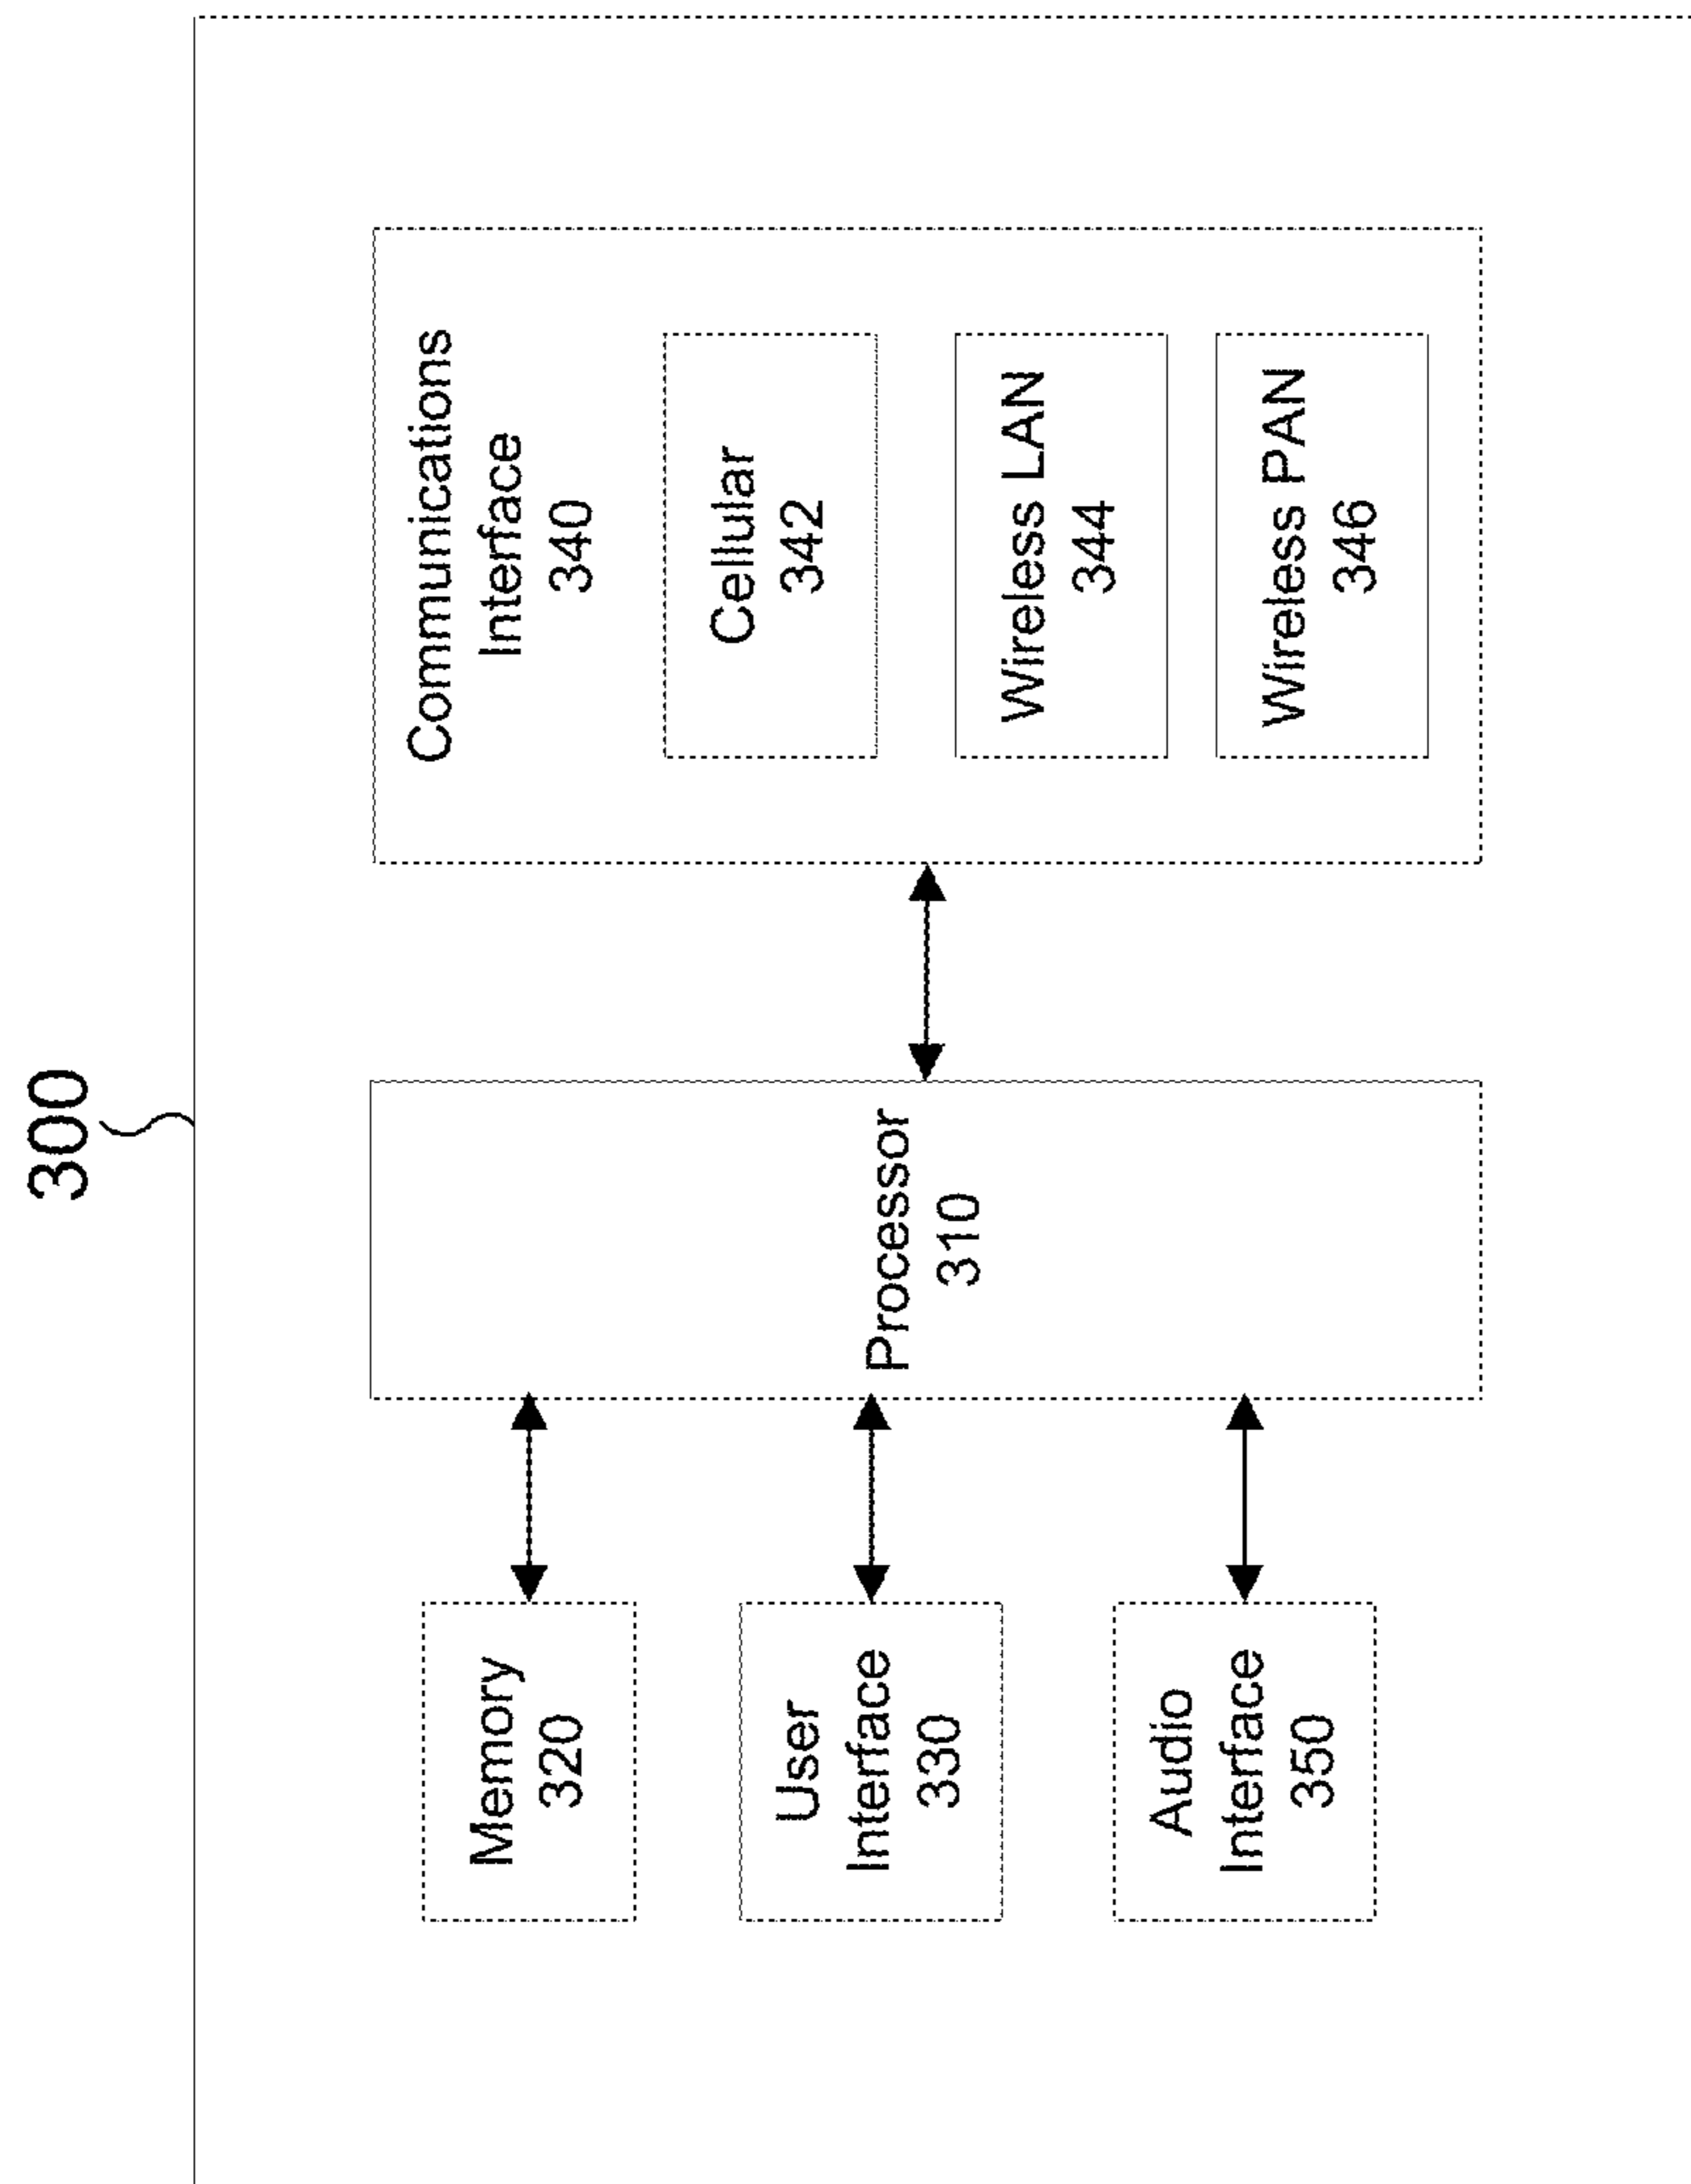 300
Memory
320
User
Interface
330
Audio
Interface
350
Processor
310
Communications
Interface
340
Cellular
342
Wireless LAN
344
Wireless PAN
346